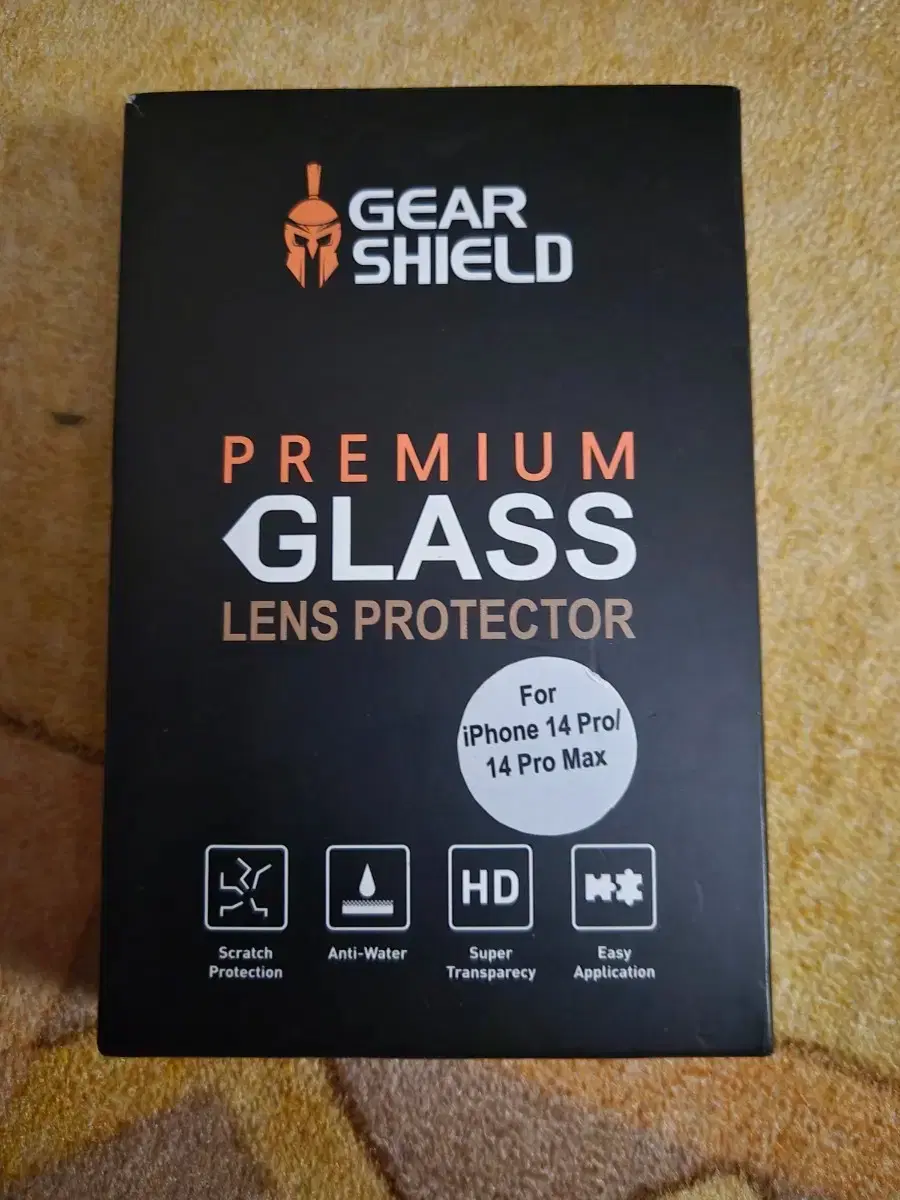 GEAR
SHIELD
PREMIUM
GLASS
LENS PROTECTOR
For
iPhone 14 Pro/
14 Pro Max
HD
Scratch
Protection
Anti-Water
Super
Transparecy
Easy
Application